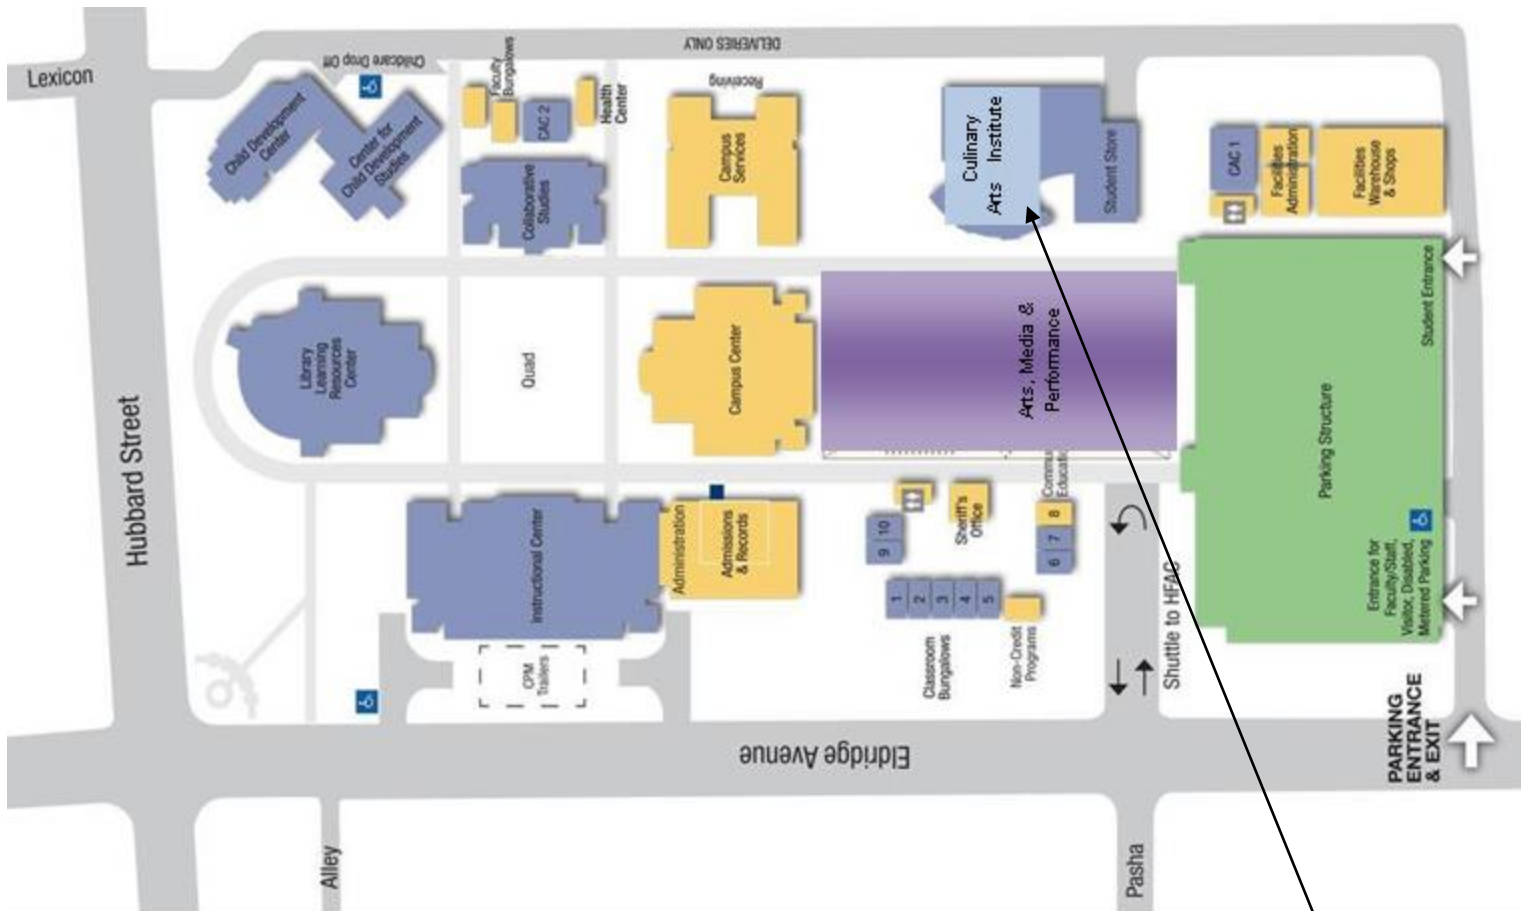 Lexicon
Hubbard Street
Childcare Drop Off
Child Development
Center
Center for
Child Development
Studies
Faculty
Bungalows
CAC 2
Health
Center
Collaborative
Studies
DELIVERIES ONLY
Receiving
Campus
Services
Culinary
Arts Institute
Student Store
CAC 1
Facilities
Administration
Facilities
Warehouse
& Shops
Library
Learning
Resources
Center
Quad
Campus Center
Arts, Media &
Performance
Student Entrance
Parking Structure
Entrance for
Faculty/Staff,
Visitor, Disabled,
Metered Parking
Instructional Center
Administration
Admissions
& Records
CPM
Trailers
9 10
Sheriff's
Office
Commu
Educatic
6 7 8
1
2
3
4
5
Classroom
Bungalows
Non-Credit
Programs
Shuttle to HFAC
PARKING
ENTRANCE
& EXIT
Eldridge Avenue
Alley
Pasha